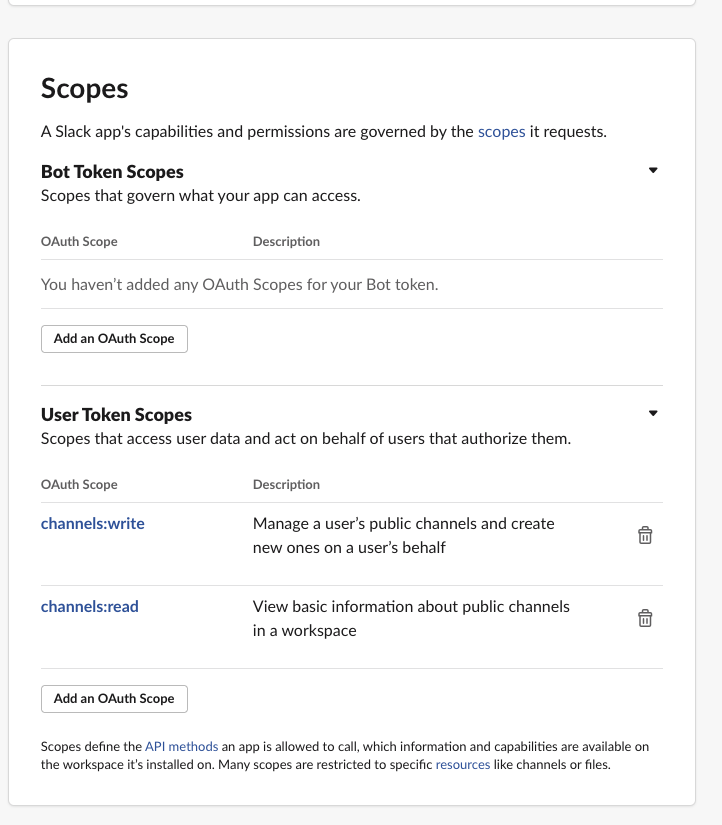 Scopes
A Slack app's capabilities and permissions are governed by the scopes it requests.
Bot Token Scopes
Scopes that govern what your app can access.
OAuth Scope Description
You haven’t added any OAuth Scopes for your Bot token.
Add an OAuth Scope
User Token Scopes
Scopes that access user data and act on behalf of users that authorize them.
OAuth Scope Description
channels:write Manage a user’s public channels and create
new ones on a user’s behalf
channels:read View basic information about public channels
in a workspace
Add an OAuth Scope
Scopes define the API methods an app is allowed to call, which information and capabilities are available on
the workspace it’s installed on. Many scopes are restricted to specific resources like channels or files.